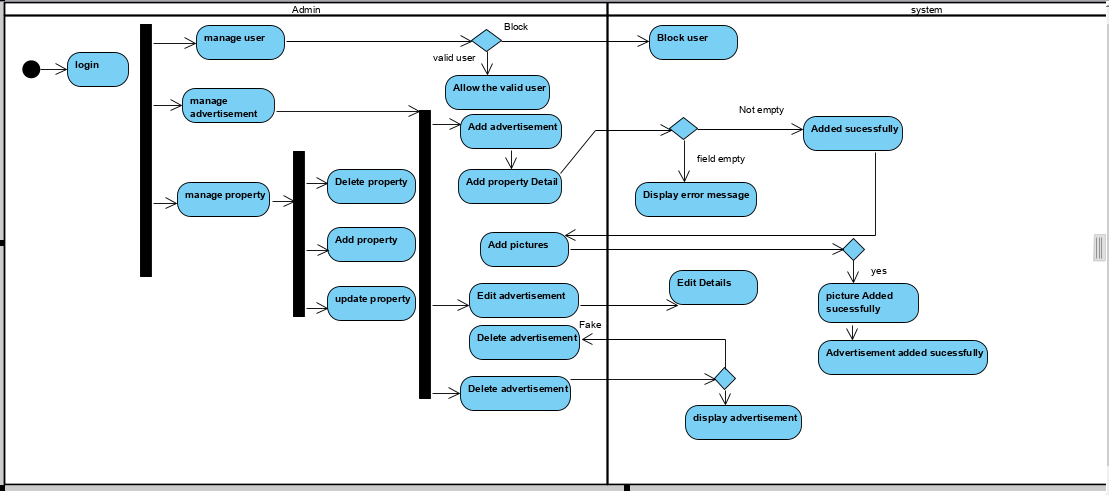 Admin
system
login
manage user
Block
valid user
Block user
Allow the valid user
manage
advertisement
Add advertisement
Add property Detail
Not empty
Added sucessfully
field empty
Display error message
manage property
Delete property
Add property
update property
Add pictures
yes
picture Added
sucessfully
Advertisement added sucessfully
Edit advertisement
Edit Details
Fake
Delete advertisement
Delete advertisement
display advertisement